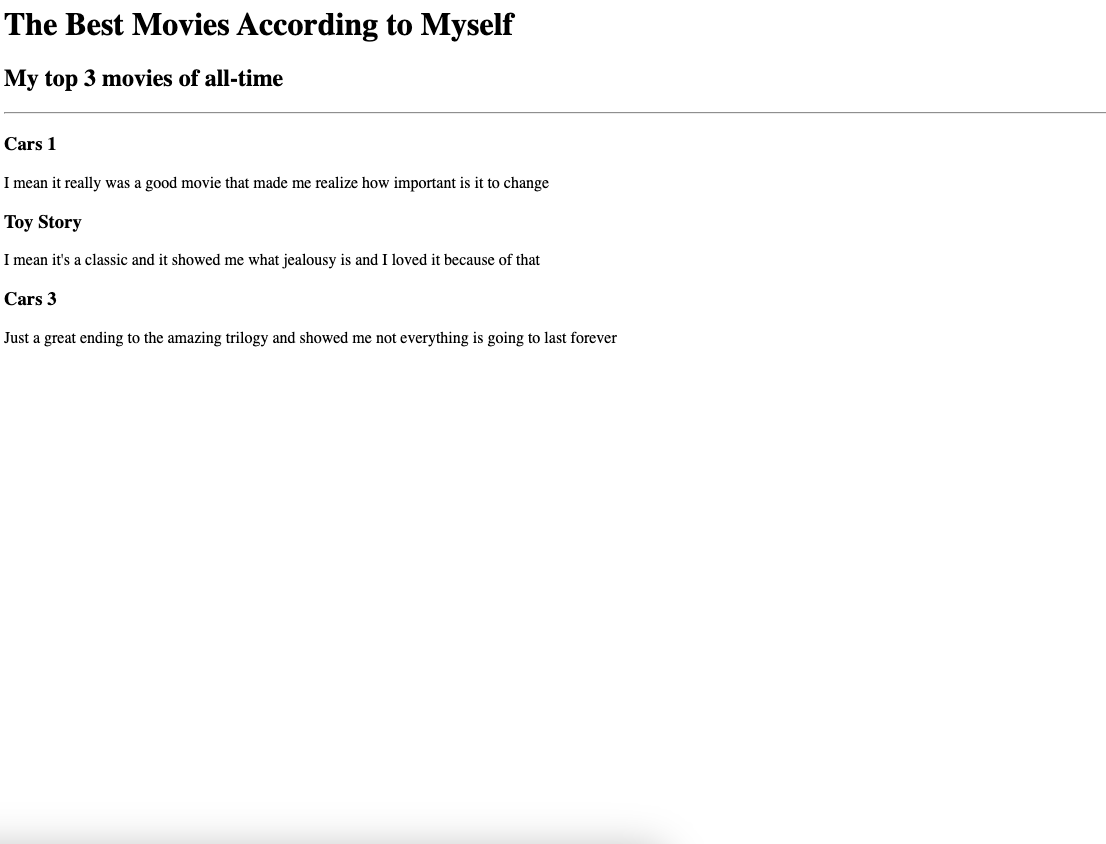 The Best Movies According to Myself
My top 3 movies of all-time
Cars 1
I mean it really was a good movie that made me realize how important is it to change
Toy Story
I mean it's a classic and it showed me what jealousy is and I loved it because of that
Cars 3
Just a great ending to the amazing trilogy and showed me not everything is going to last forever